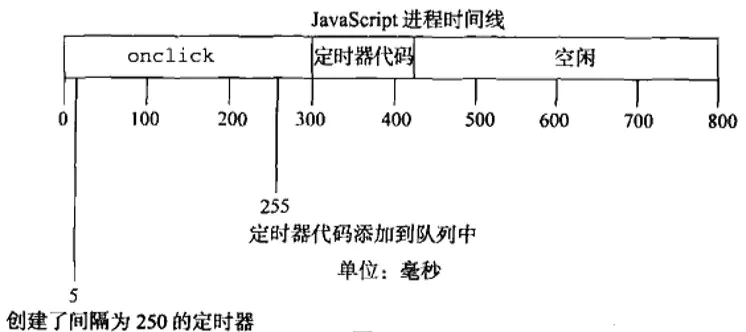 JavaScript 进程时间线
onclick 定时器代码 空闲
0 100 200 300 400 500 600 700 800
255
定时器代码添加到队列中
单位：毫秒
5
创建了间隔为 250 的定时器